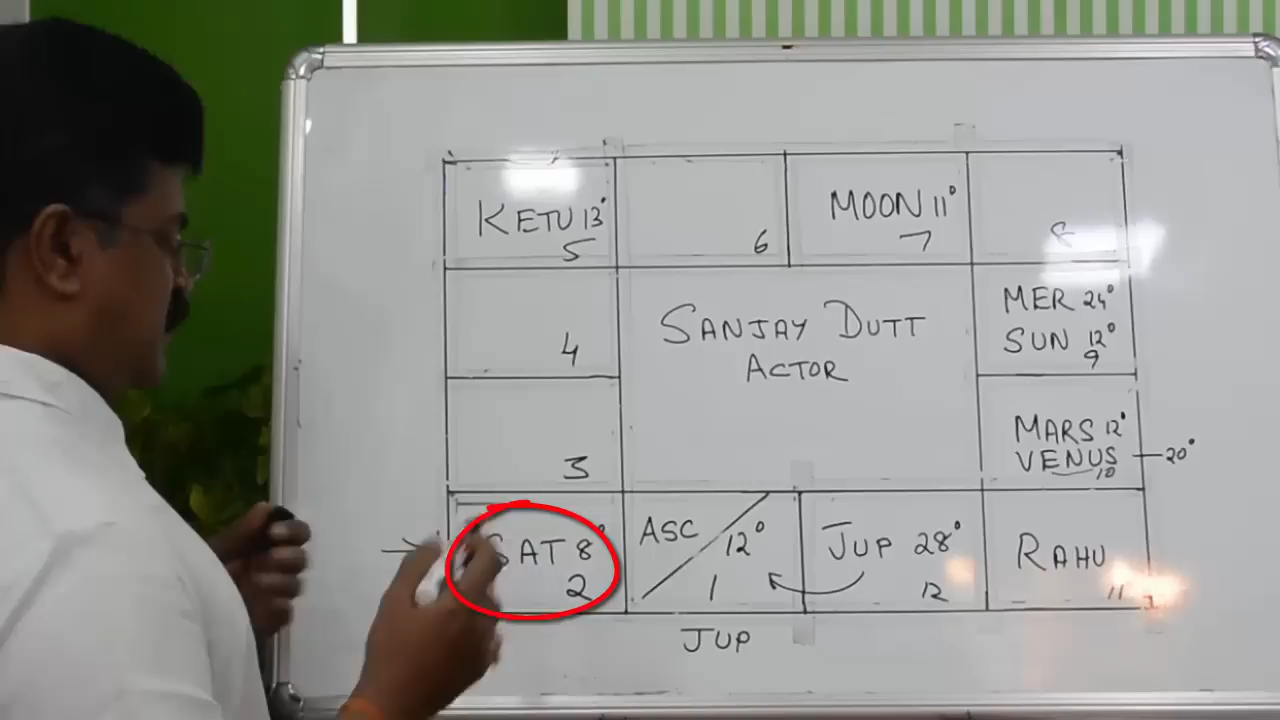 KETU 13°
5
6
MOON 11°
7
8
MER 24°
SUN 12°
9
4
SANJAY DUTT
ACTOR
3
MARS 12°
VENUS 20°
10
SAT 8°
2
ASC 12°
1
JUP 28°
12
RAHU
11
JUP